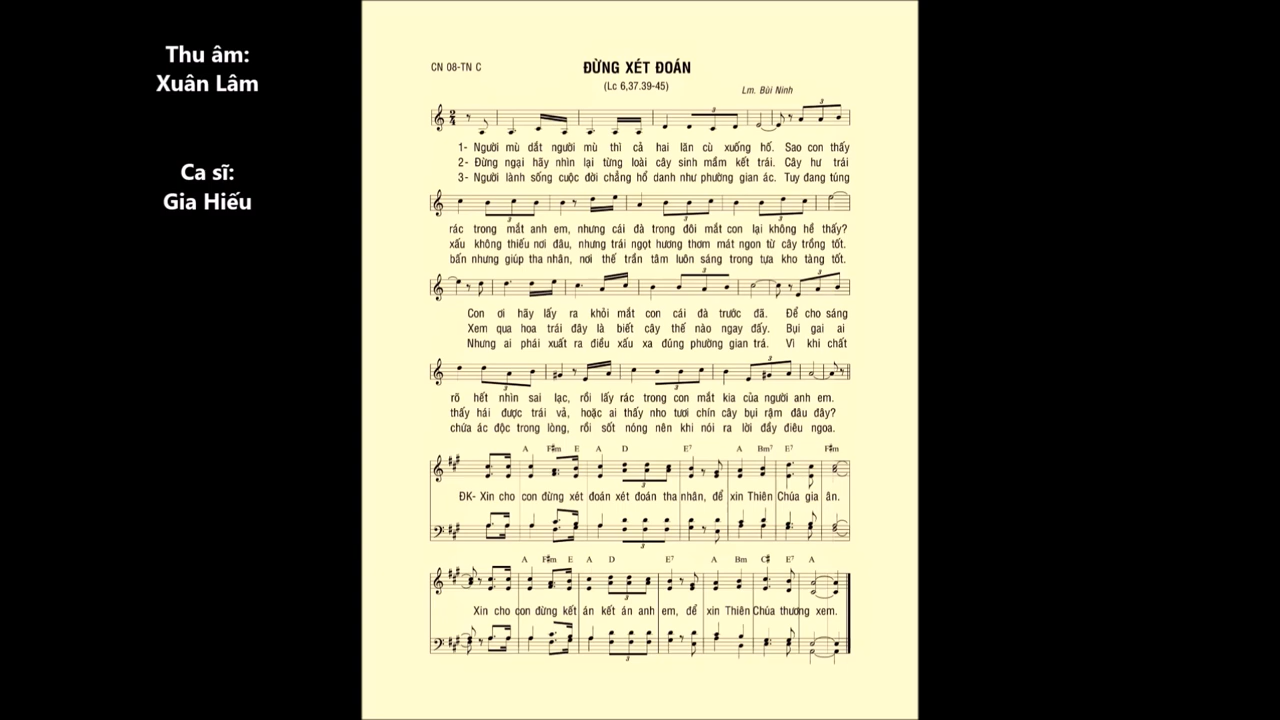 Thu âm:
Xuân Lâm
Ca sĩ:
Gia Hiếu
CN 08-TN C
ĐỪNG XÉT ĐOÁN
(Lc 6,37.39-45)
Lm. Bùi Ninh
1- Người mù dắt người mù thì cả hai lăn cù xuống hố. Sao con thấy
2- Đừng ngại hãy nhìn lại từng loài cây sinh mầm kết trái. Cây hư trái
3- Người lành sống cuộc đời chẳng hổ danh như phường gian ác. Tuy đang túng
rác trong mắt anh em, nhưng cái đà trong đôi mắt con lại không hề thấy?
xấu không thiếu nơi đâu, nhưng trái ngọt hương thơm mát ngon từ cây trồng tốt.
bấn nhưng giúp tha nhân, nơi thế trần tâm luôn sáng trong tựa kho tàng tốt.
Con ơi hãy lấy ra khỏi mắt con cái đà trước đã. Để cho sáng
Xem qua hoa trái đây là biết cây thế nào ngay đấy. Bụi gai ai
Nhưng ai phải xuất ra điều xấu xa đúng phường gian trá. Vì khi chất
rõ hết nhìn sai lạc, rồi lấy rác trong con mắt kia của người anh em.
thấy hái được trái vả, hoặc ai thấy nho tươi chín cây bụi rậm đâu đây?
chứa ác độc trong lòng, rồi sốt nóng nên khi nói ra lời đầy điêu ngoa.
A F#m E A D E7 A Bm7 E7 F#m
ĐK- Xin cho con đừng xét đoán xét đoán tha nhân, để xin Thiên Chúa gia ân.
A F#m E A D E7 A Bm C# E7 A
Xin cho con đừng kết án kết án anh em, để xin Thiên Chúa thương xem.